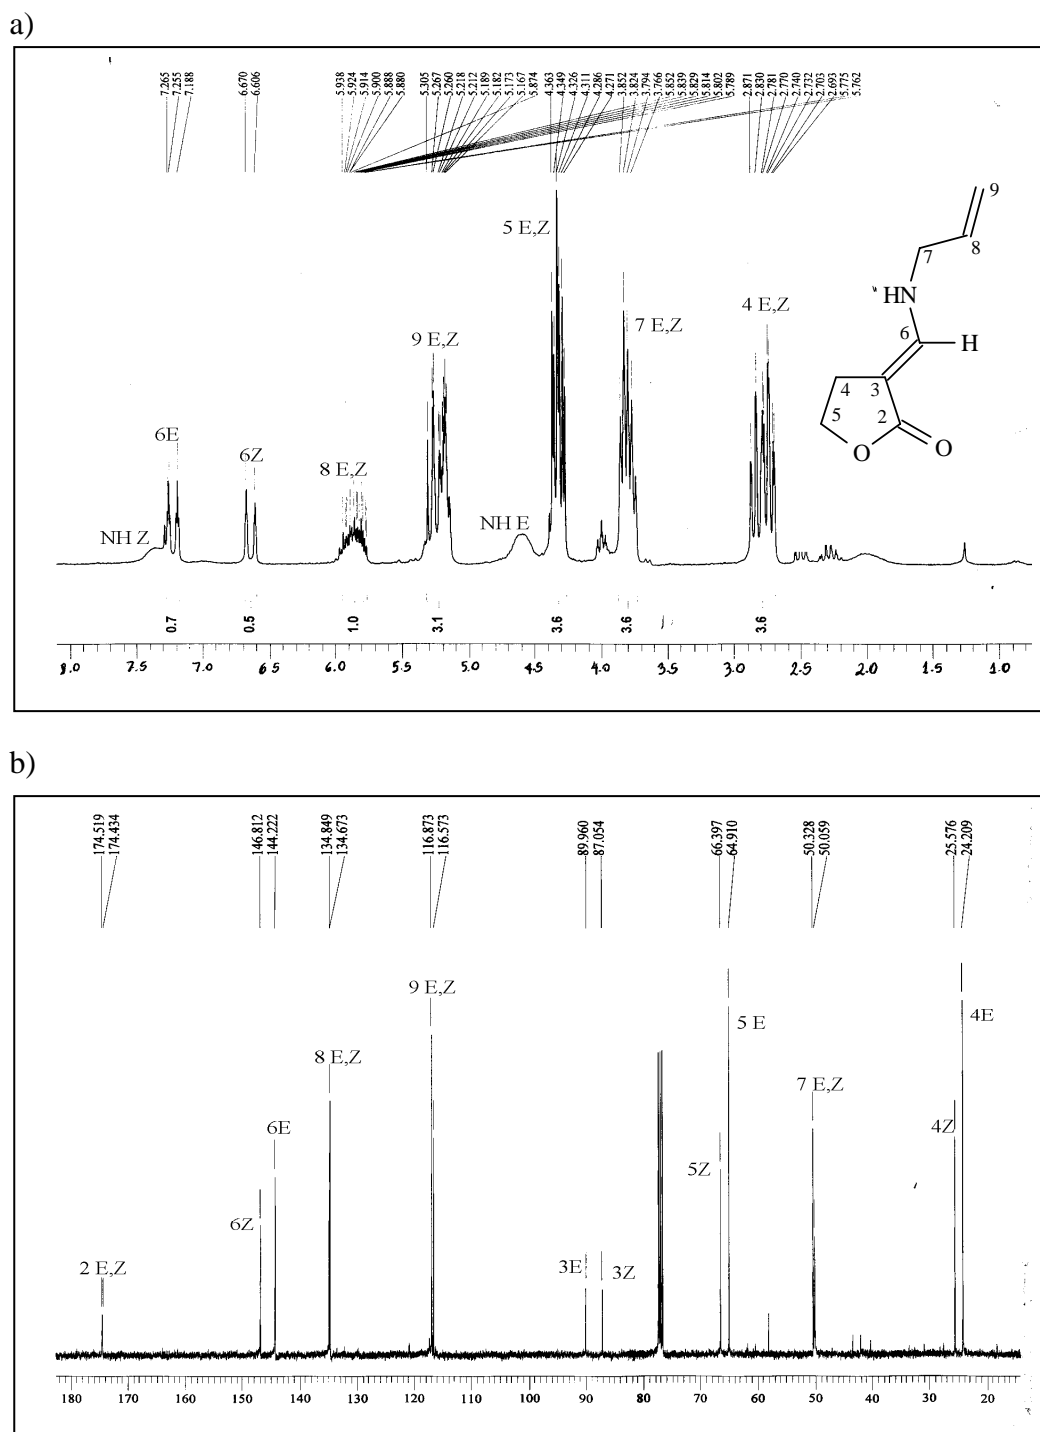 a)
7.265 7.255 7.188 6.670 6.606 5.938 5.924 5.914 5.900 5.888 5.880 5.305 5.267 5.260 5.218 5.212 5.189 5.182 5.173 5.167 5.874 4.363 4.349 4.326 4.311 4.286 4.271 3.852 3.824 3.794 3.766 5.852 5.839 5.829 5.814 5.802 5.789 2.871 2.830 2.781 2.770 2.740 2.732 2.703 2.693 5.775 5.762
9
5 E,Z
8
7
HN
4 E,Z
7 E,Z
9 E,Z
6
H
4
3
6E
6Z
5
2
8 E,Z
O
O
NH E
NH Z
0.7 0.5 1.0 3.1 3.6 3.6 3.6
8.0 7.5 7.0 6.5 6.0 5.5 5.0 4.5 4.0 3.5 3.0 2.5 2.0 1.5 1.0
b)
174.519 174.434 146.812 144.222 134.849 134.673 116.873 116.573 89.960 87.054 66.397 64.910 50.328 50.059 25.576 24.209
9 E,Z
5 E
4E
8 E,Z
7 E,Z
6E
4Z
5Z
6Z
2 E,Z
3E
3Z
180 170 160 150 140 130 120 110 100 90 80 70 60 50 40 30 20